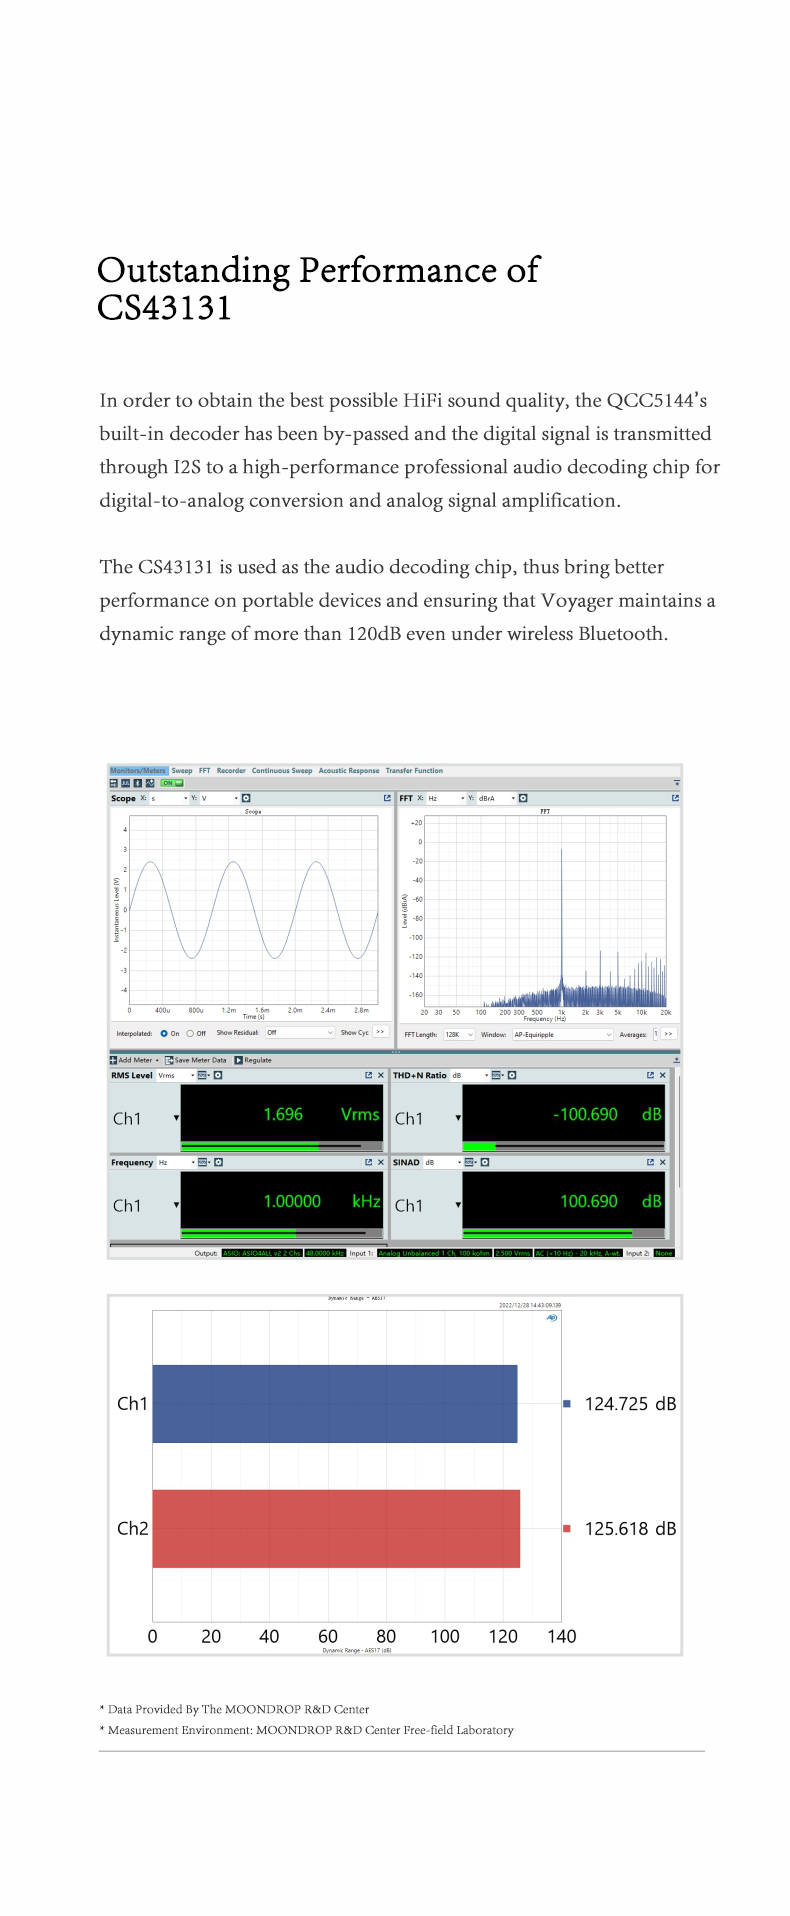 Outstanding Performance of
CS43131
In order to obtain the best possible HiFi sound quality, the QCC5144's
built-in decoder has been by-passed and the digital signal is transmitted
through I2S to a high-performance professional audio decoding chip for
digital-to-analog conversion and analog signal amplification.
The CS43131 is used as the audio decoding chip, thus bring better
performance on portable devices and ensuring that Voyager maintains a
dynamic range of more than 120dB even under wireless Bluetooth.
Monitors/Meters Sweep FFT Recorder Continuous Sweep Acoustic Response Transfer Function
ON
Scope X: s Y: V
FFT X: Hz Y: dBrA
Scope
4
3
2
1
0
-1
-2
-3
-4
Instantaneous Level (V)
0 400u 800u 1.2m 1.6m 2.0m 2.4m 2.8m
Time (s)
FFT
+20
0
-20
-40
-60
-80
-100
-120
-140
-160
Level (dBrA)
20 30 50 100 200 300 500 1k 2k 3k 5k 10k 20k
Frequency (Hz)
Interpolated: On Off Show Residual: Off Show Cyc >>
FFT Length: 128K Window: AP-Equiripple Averages: 1 >>
Add Meter Save Meter Data Regulate
RMS Level Vrms
THD+N Ratio dB
Ch1 1.696 Vrms
Ch1 -100.690 dB
Frequency Hz
SINAD dB
Ch1 1.00000 kHz
Ch1 100.690 dB
Output: ASIO: ASIO4ALL v2 2 Chs 48.0000 kHz Input 1: Analog Unbalanced 1 Ch, 100 kohm 2.500 Vrms AC (<10 Hz) - 20 kHz, A-wt. Input 2: None
Dynamic Range - AES17
2022/12/28 14:43:09.139
Ch1 124.725 dB
Ch2 125.618 dB
0 20 40 60 80 100 120 140
Dynamic Range - AES17 (dB)
* Data Provided By The MOONDROP R&D Center
* Measurement Environment: MOONDROP R&D Center Free-field Laboratory